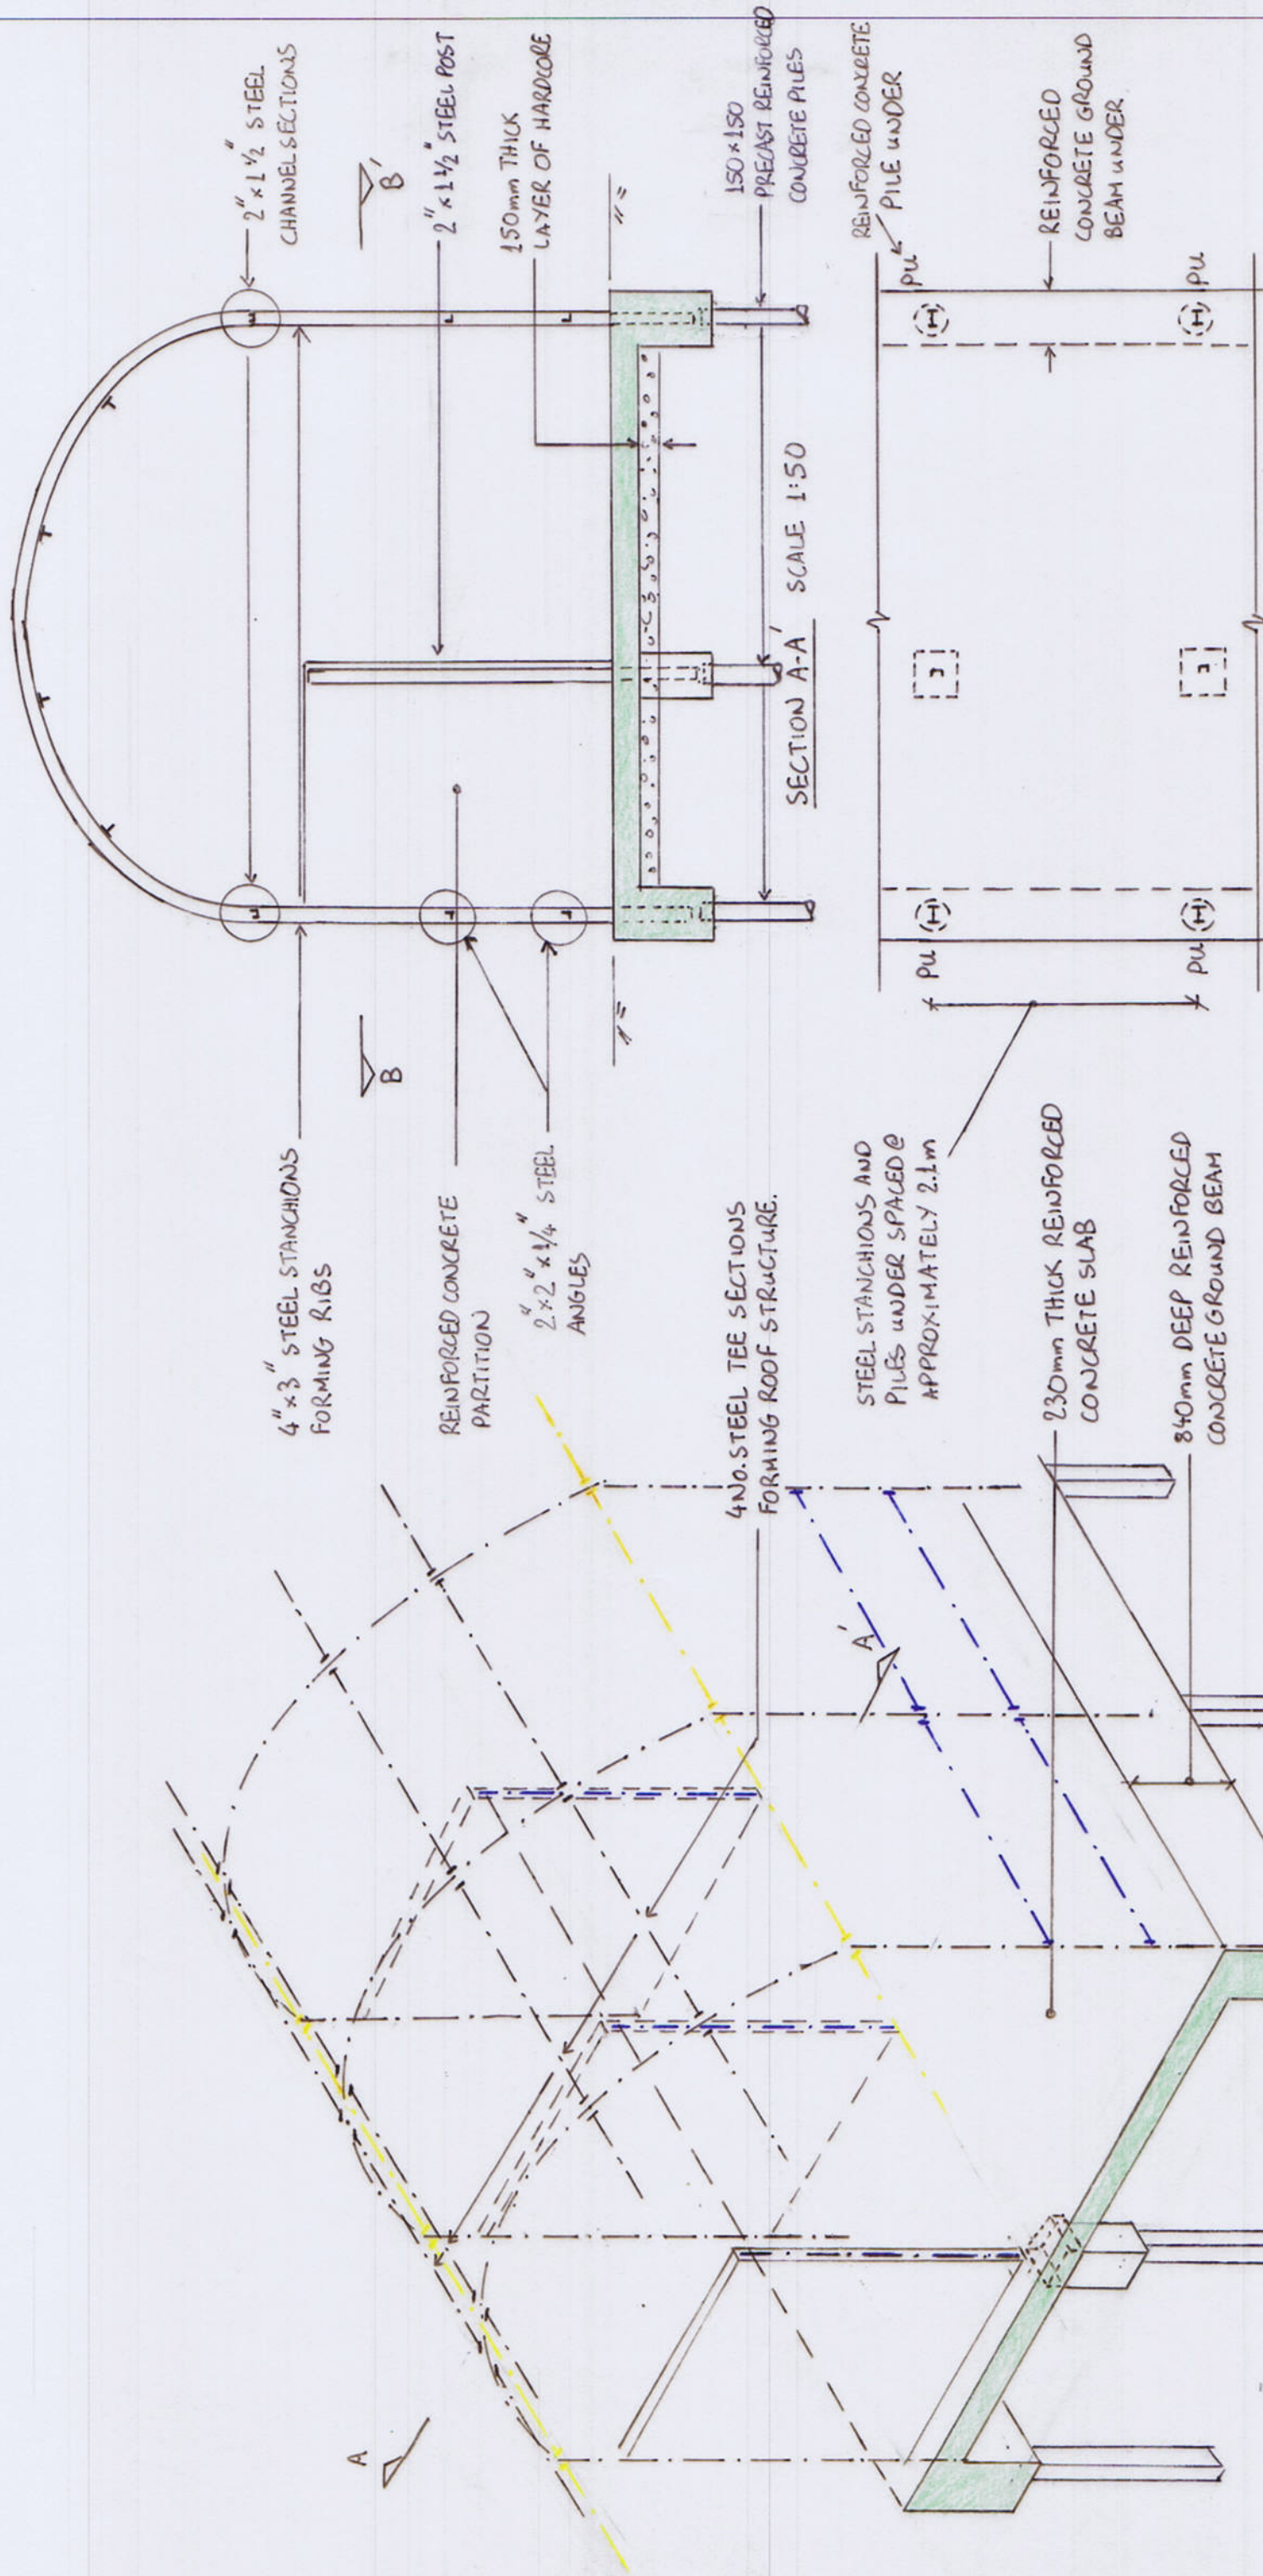 2" x 1 1/2" STEEL
CHANNEL SECTIONS
B'
2" x 1 1/2" STEEL POST
150mm THICK
LAYER OF HARDCORE
150 x 150
PRECAST REINFORCED
CONCRETE PILES
SECTION A-A' SCALE 1:50
4" x 3" STEEL STANCHIONS
FORMING RIBS
B
REINFORCED CONCRETE
PARTITION
2" x 2" x 1/4" STEEL
ANGLES
REINFORCED CONCRETE
PILE UNDER
PU
PU
REINFORCED
CONCRETE GROUND
BEAM UNDER
PU
PU
STEEL STANCHIONS AND
PILES UNDER SPACED @
APPROXIMATELY 2.1m
4NO. STEEL TEE SECTIONS
FORMING ROOF STRUCTURE.
230mm THICK REINFORCED
CONCRETE SLAB
840mm DEEP REINFORCED
CONCRETE GROUND BEAM
A'
A